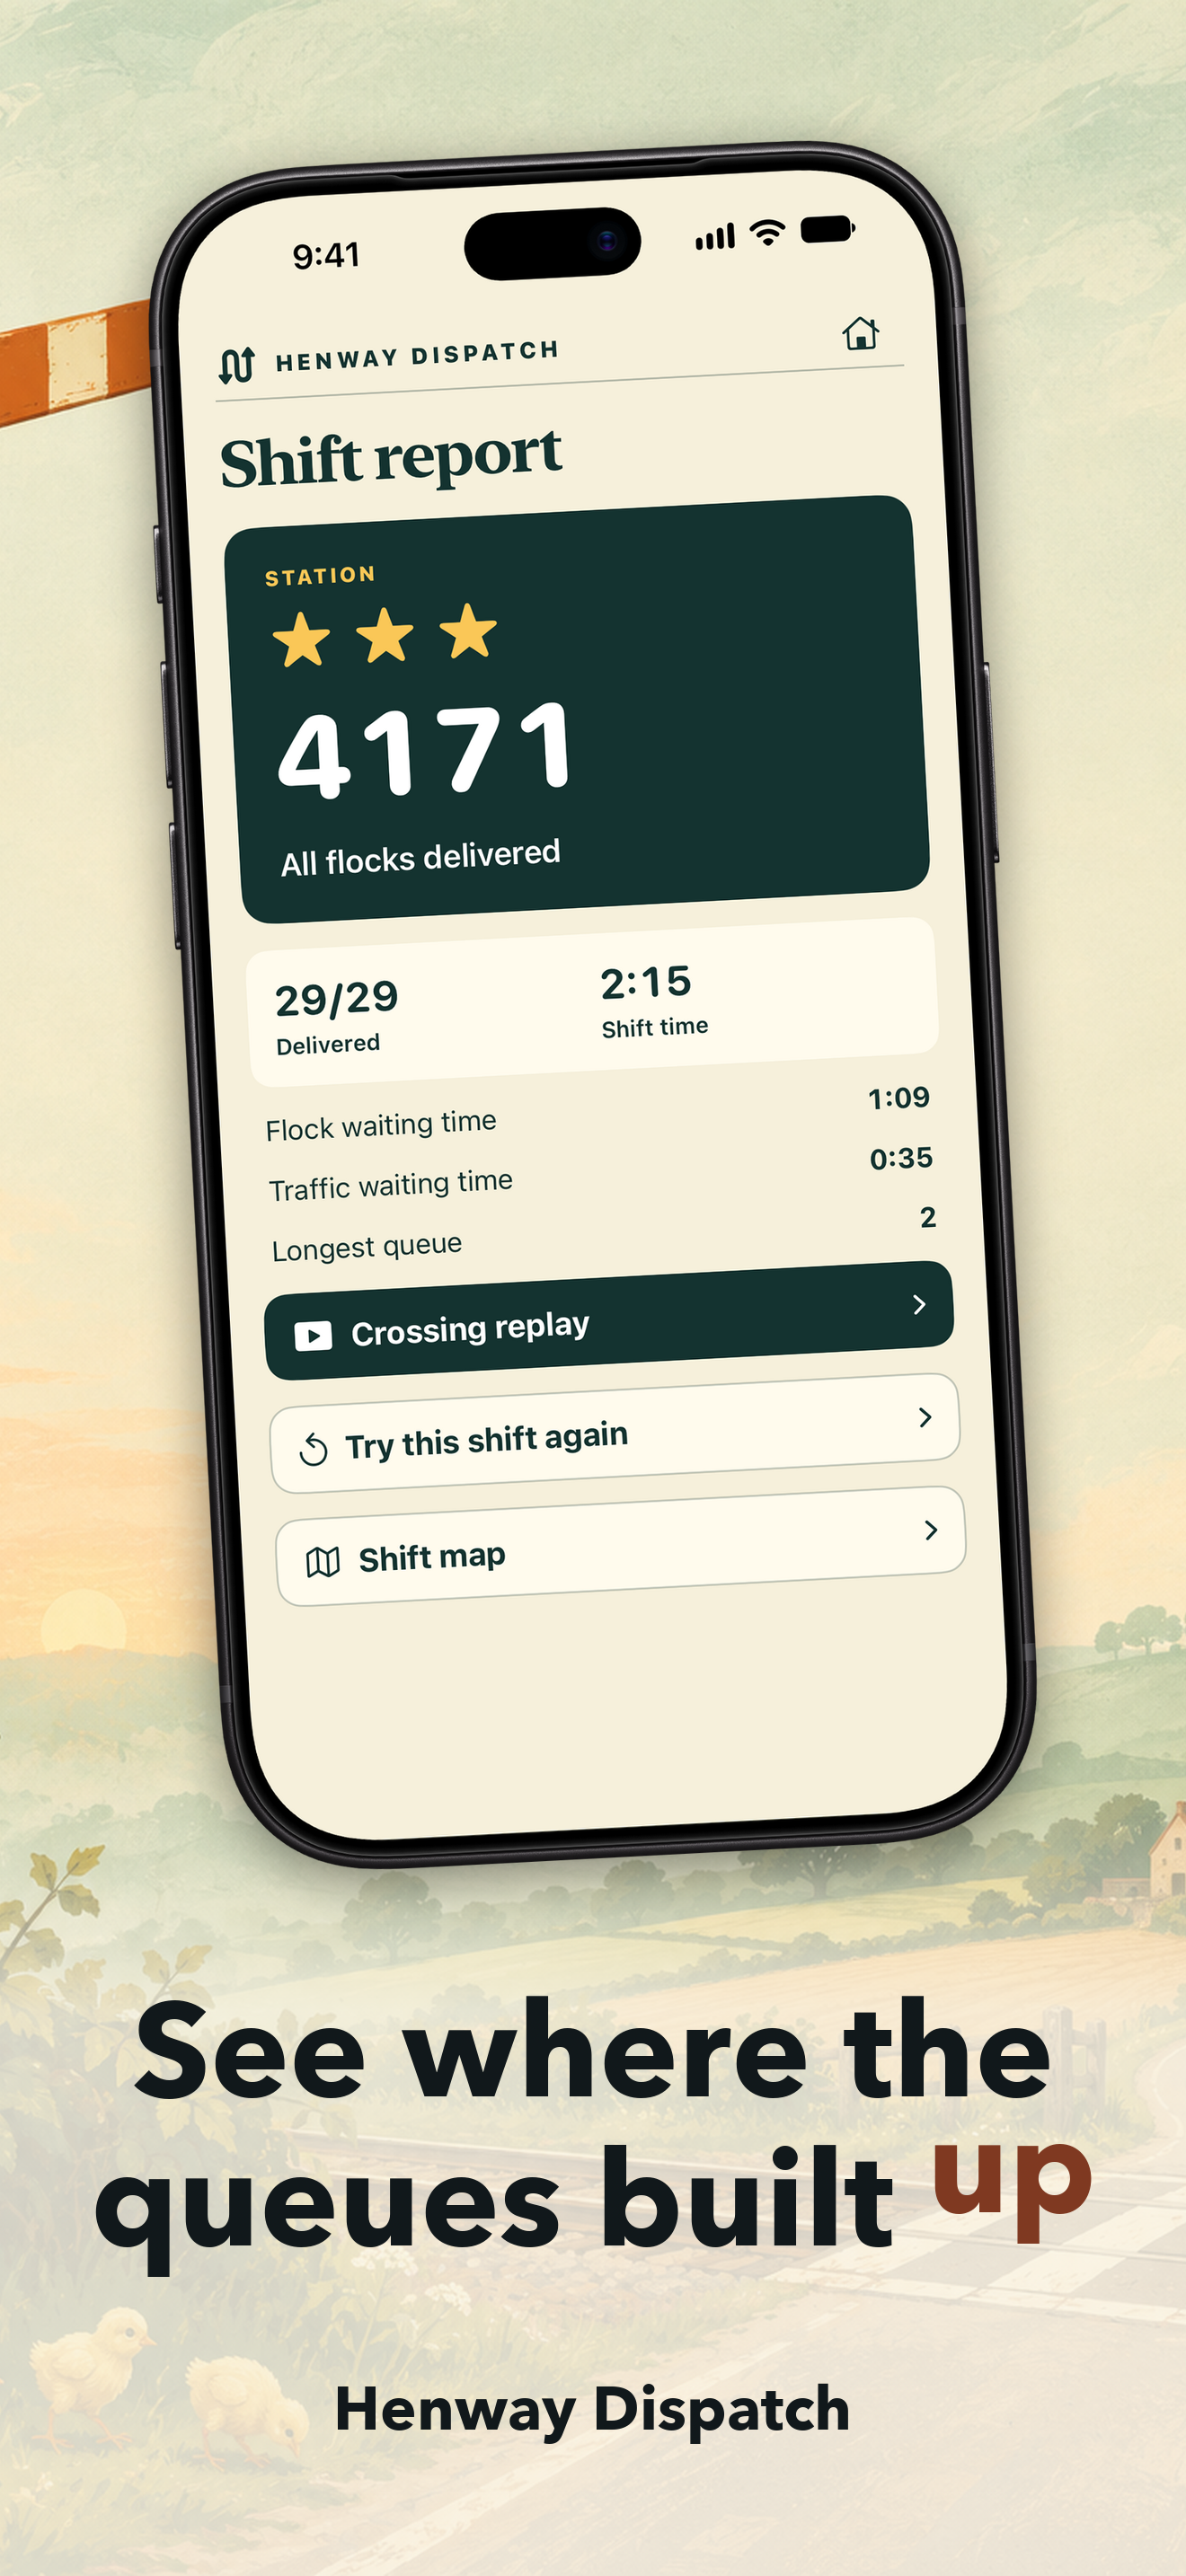 9:41
HENWAY DISPATCH
Shift report
STATION
4171
All flocks delivered
29/29
Delivered
2:15
Shift time
Flock waiting time 1:09
Traffic waiting time 0:35
Longest queue 2
Crossing replay
Try this shift again
Shift map
See where the
queues built up
Henway Dispatch